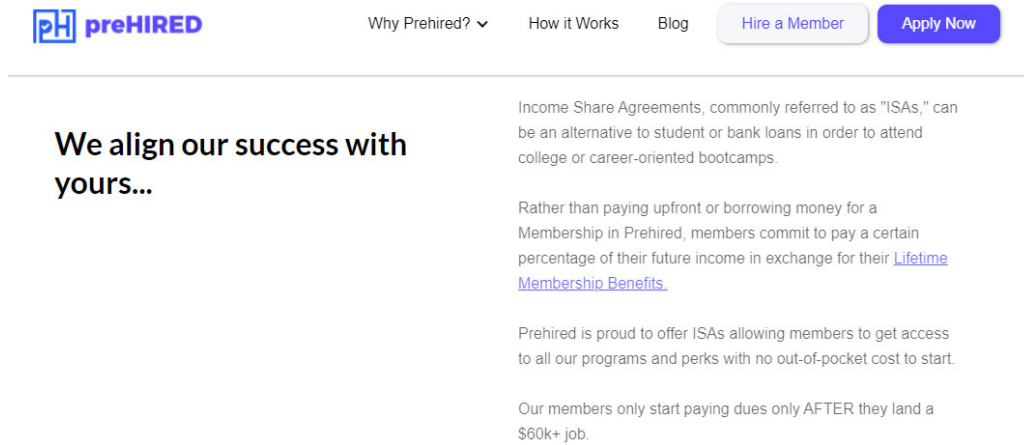 pH preHIRED
Why Prehired? How it Works Blog Hire a Member Apply Now
We align our success with
yours...
Income Share Agreements, commonly referred to as "ISAs," can
be an alternative to student or bank loans in order to attend
college or career-oriented bootcamps.
Rather than paying upfront or borrowing money for a
Membership in Prehired, members commit to pay a certain
percentage of their future income in exchange for their Lifetime
Membership Benefits.
Prehired is proud to offer ISAs allowing members to get access
to all our programs and perks with no out-of-pocket cost to start.
Our members only start paying dues only AFTER they land a
$60k+ job.